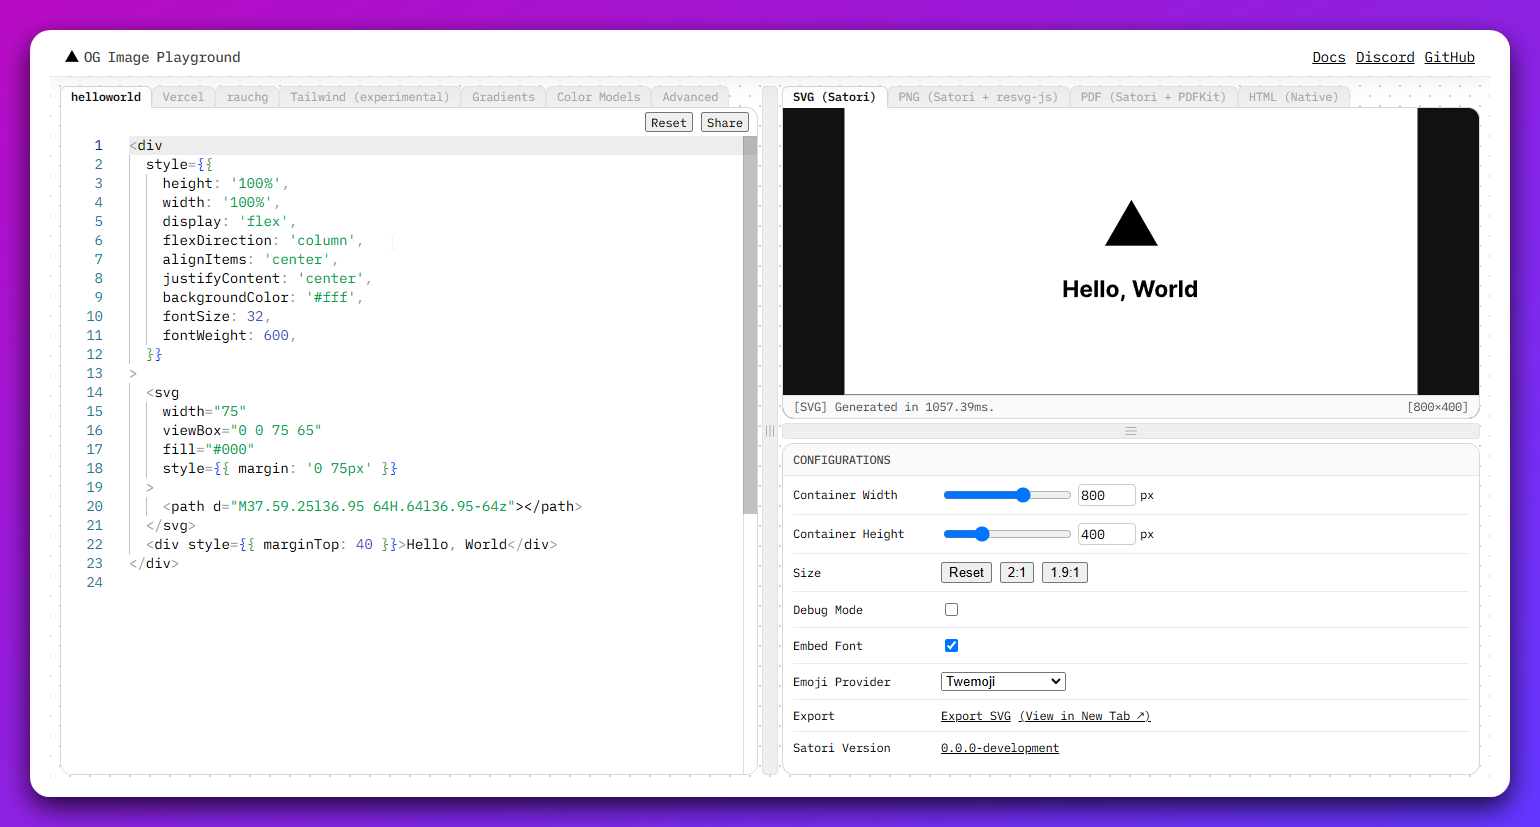 ▲ OG Image Playground
Docs Discord GitHub
helloworld Vercel rauchg Tailwind (experimental) Gradients Color Models Advanced
Reset Share
1 <div
2 style={{
3 height: '100%',
4 width: '100%',
5 display: 'flex',
6 flexDirection: 'column',
7 alignItems: 'center',
8 justifyContent: 'center',
9 backgroundColor: '#fff',
10 fontSize: 32,
11 fontWeight: 600,
12 }}
13 >
14 <svg
15 width="75"
16 viewBox="0 0 75 65"
17 fill="#000"
18 style={{ margin: '0 75px' }}
19 >
20 <path d="M37.59.25l36.95 64H.64l36.95-64z"></path>
21 </svg>
22 <div style={{ marginTop: 40 }}>Hello, World</div>
23 </div>
24
SVG (Satori) PNG (Satori + resvg-js) PDF (Satori + PDFKit) HTML (Native)
Hello, World
[SVG] Generated in 1057.39ms. [800×400]
CONFIGURATIONS
Container Width 800 px
Container Height 400 px
Size Reset 2:1 1.9:1
Debug Mode
Embed Font
Emoji Provider Twemoji
Export Export SVG (View in New Tab ↗)
Satori Version 0.0.0-development